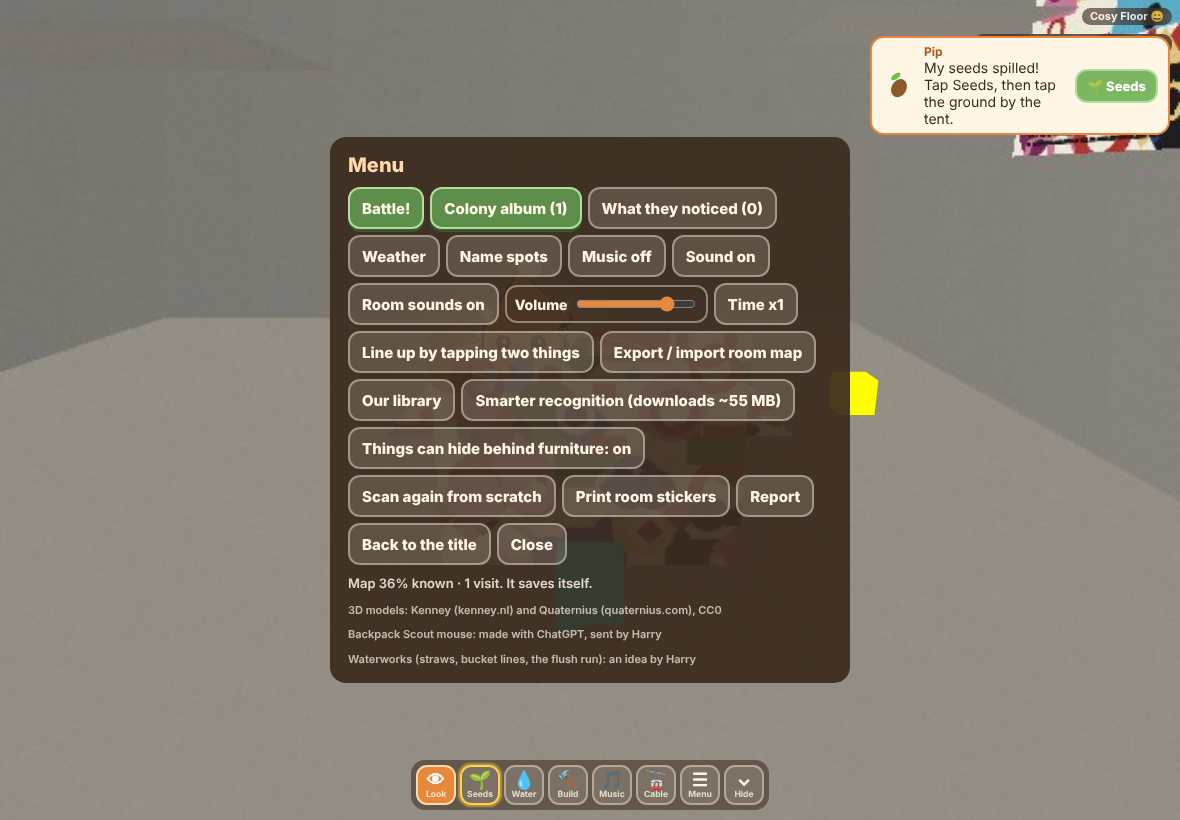 Cosy Floor 😄
Pip
My seeds spilled!
Tap Seeds, then tap
the ground by the
tent.
🌱 Seeds
Menu
Battle!
Colony album (1)
What they noticed (0)
Weather
Name spots
Music off
Sound on
Room sounds on
Volume
Time x1
Line up by tapping two things
Export / import room map
Our library
Smarter recognition (downloads ~55 MB)
Things can hide behind furniture: on
Scan again from scratch
Print room stickers
Report
Back to the title
Close
Map 36% known · 1 visit. It saves itself.
3D models: Kenney (kenney.nl) and Quaternius (quaternius.com), CC0
Backpack Scout mouse: made with ChatGPT, sent by Harry
Waterworks (straws, bucket lines, the flush run): an idea by Harry
Look
Seeds
Water
Build
Music
Cable
Menu
Hide